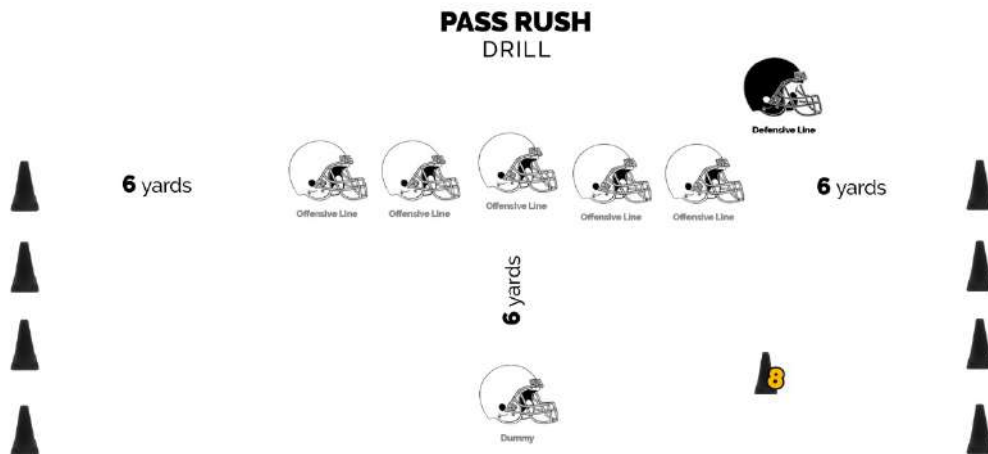 PASS RUSH
DRILL
Defensive Line
6 yards
6 yards
Offensive Line
Offensive Line
Offensive Line
Offensive Line
Offensive Line
6 yards
8
Dummy